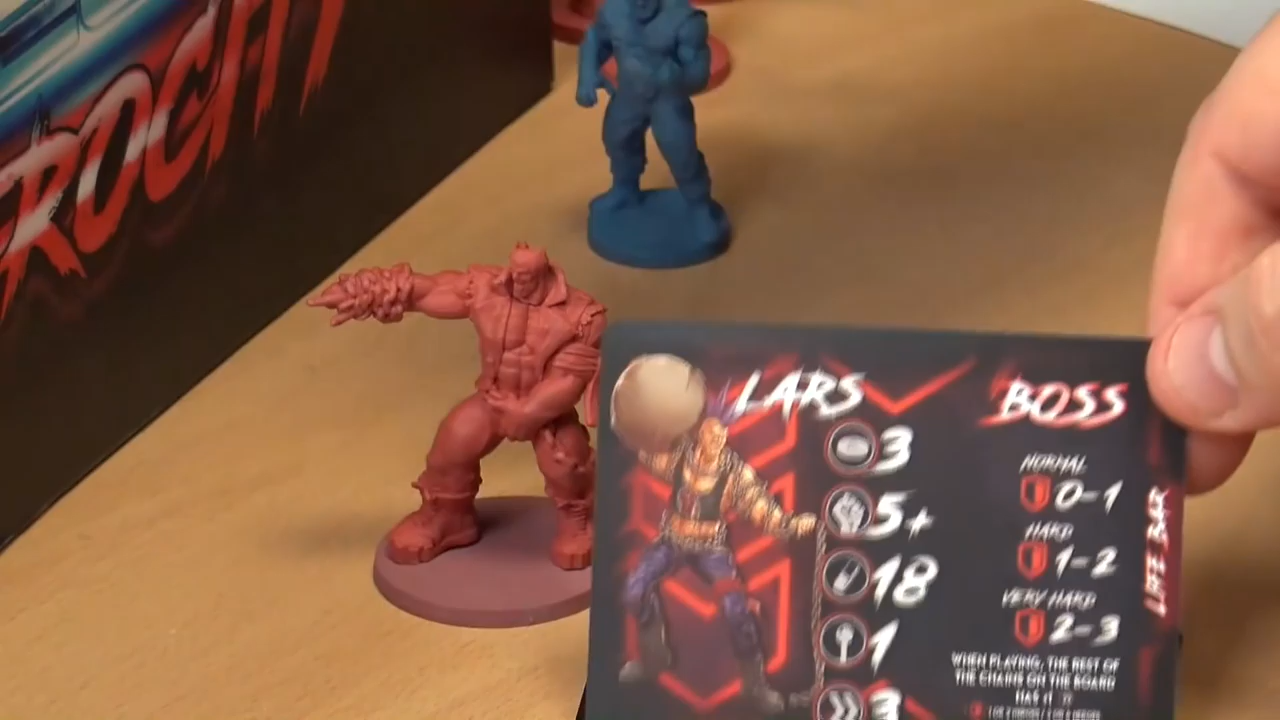 ROCITY
LARS
BOSS
3
5+
18
1
3
NORMAL
0-1
HARD
1-2
VERY HARD
2-3
LIFE BAR
WHEN PLAYING, THE REST OF
THE CHAINS ON THE BOARD